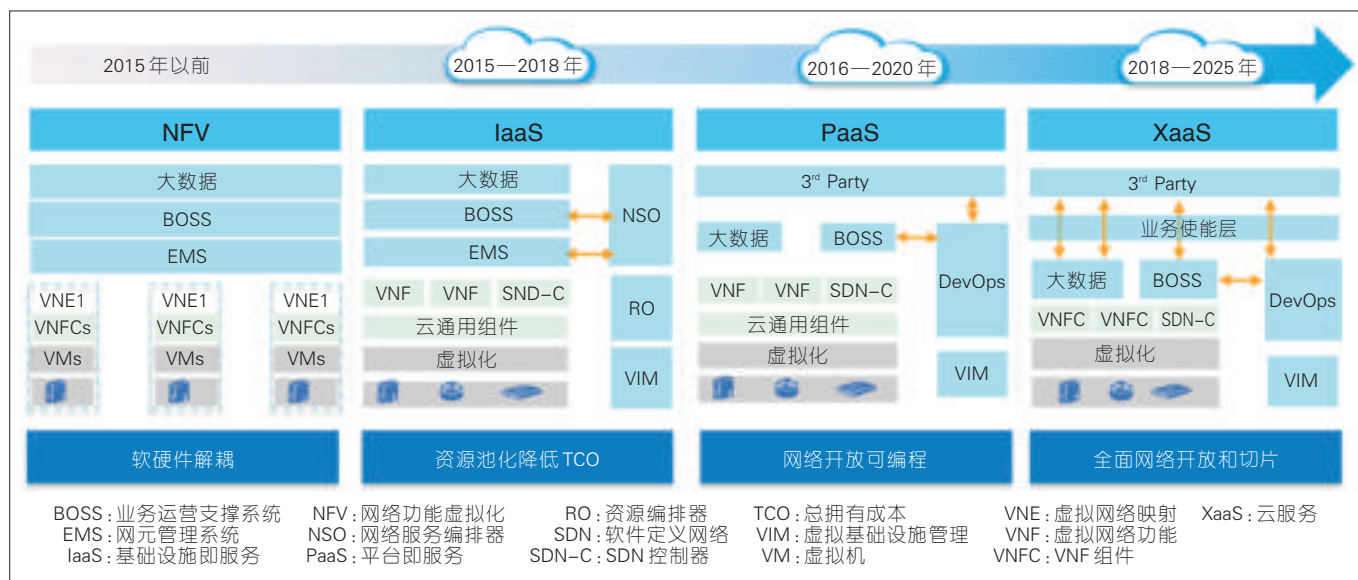 2015年以前
2015—2018年
2016—2020年
2018—2025年
NFV
大数据
BOSS
EMS
VNE1
VNFCs
VMs
VNE1
VNFCs
VMs
VNE1
VNFCs
VMs
软硬件解耦
IaaS
大数据
BOSS
EMS
NSO
VNF
VNF
SND-C
云通用组件
虚拟化
RO
VIM
资源池化降低TCO
PaaS
3rd Party
大数据
BOSS
DevOps
VNF
VNF
SDN-C
云通用组件
虚拟化
VIM
网络开放可编程
XaaS
3rd Party
业务使能层
大数据
BOSS
DevOps
VNFC
VNFC
SDN-C
虚拟化
VIM
全面网络开放和切片
BOSS：业务运营支撑系统
EMS：网元管理系统
IaaS：基础设施即服务
NFV：网络功能虚拟化
NSO：网络服务编排器
PaaS：平台即服务
RO：资源编排器
SDN：软件定义网络
SDN-C：SDN控制器
TCO：总拥有成本
VIM：虚拟基础设施管理
VM：虚拟机
VNE：虚拟网络映射
VNF：虚拟网络功能
VNFC：VNF组件
XaaS：云服务